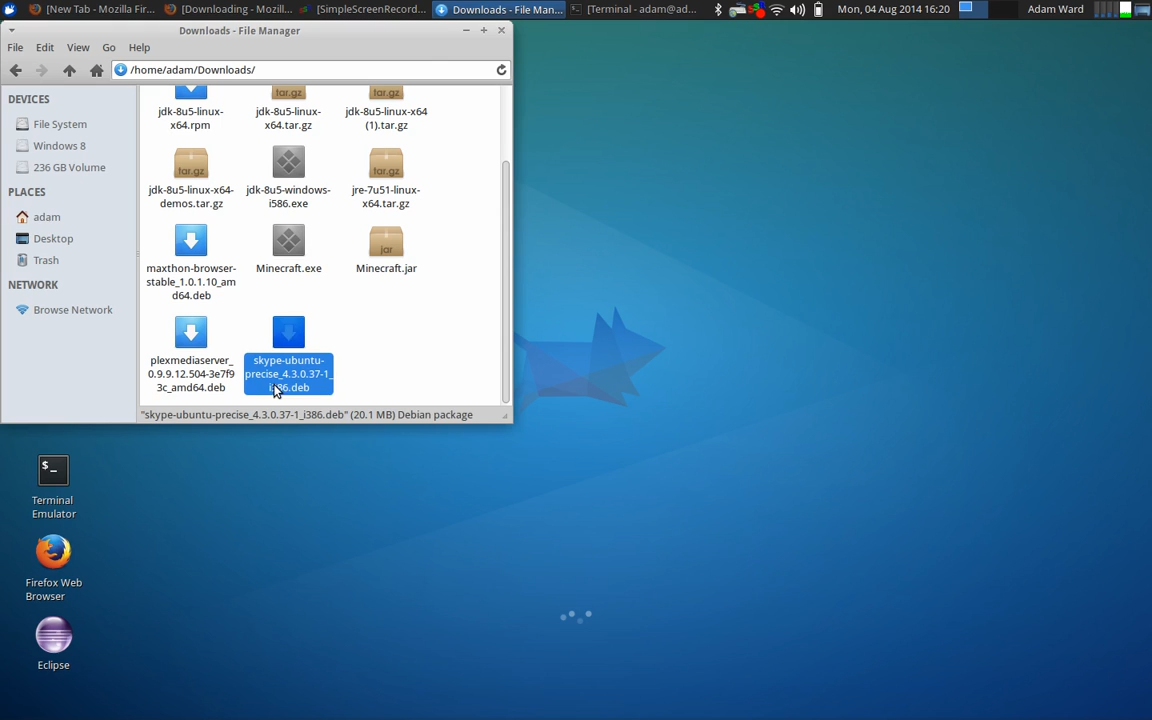 [New Tab - Mozilla Fir...
[Downloading - Mozill...
[SimpleScreenRecord...
Downloads - File Man...
[Terminal - adam@ad...
Mon, 04 Aug 2014 16:20
Adam Ward
Downloads - File Manager
File
Edit
View
Go
Help
/home/adam/Downloads/
DEVICES
File System
Windows 8
236 GB Volume
PLACES
adam
Desktop
Trash
NETWORK
Browse Network
jdk-8u5-linux-
x64.rpm
tar.gz
jdk-8u5-linux-
x64.tar.gz
tar.gz
jdk-8u5-linux-x64
(1).tar.gz
tar.gz
jdk-8u5-linux-x64-
demos.tar.gz
jdk-8u5-windows-
i586.exe
tar.gz
jre-7u51-linux-
x64.tar.gz
maxthon-browser-
stable_1.0.1.10_am
d64.deb
Minecraft.exe
jar
Minecraft.jar
plexmediaserver_
0.9.9.12.504-3e7f9
3c_amd64.deb
skype-ubuntu-
precise_4.3.0.37-1_
i386.deb
"skype-ubuntu-precise_4.3.0.37-1_i386.deb" (20.1 MB) Debian package
$_
Terminal
Emulator
Firefox Web
Browser
Eclipse